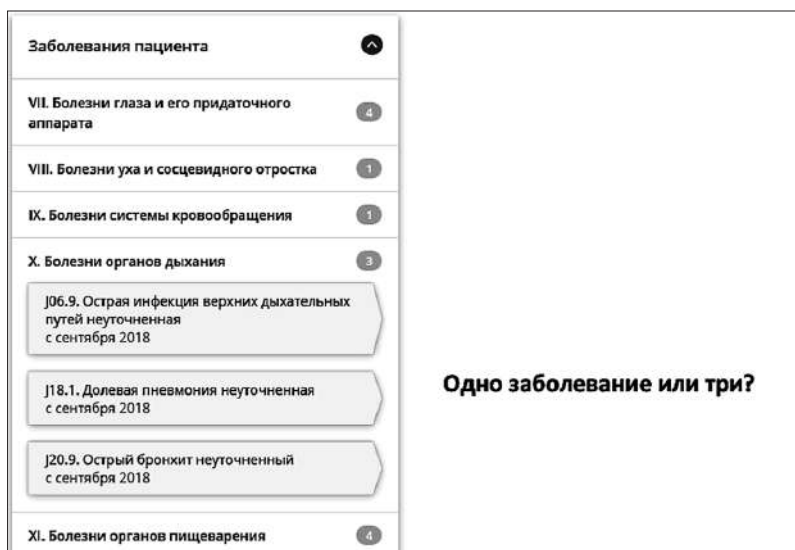 Заболевания пациента
VII. Болезни глаза и его придаточного
аппарата
4
VIII. Болезни уха и сосцевидного отростка
1
IX. Болезни системы кровообращения
1
X. Болезни органов дыхания
3
J06.9. Острая инфекция верхних дыхательных
путей неуточненная
с сентября 2018
J18.1. Долевая пневмония неуточненная
с сентября 2018
J20.9. Острый бронхит неуточненный
с сентября 2018
XI. Болезни органов пищеварения
4
Одно заболевание или три?